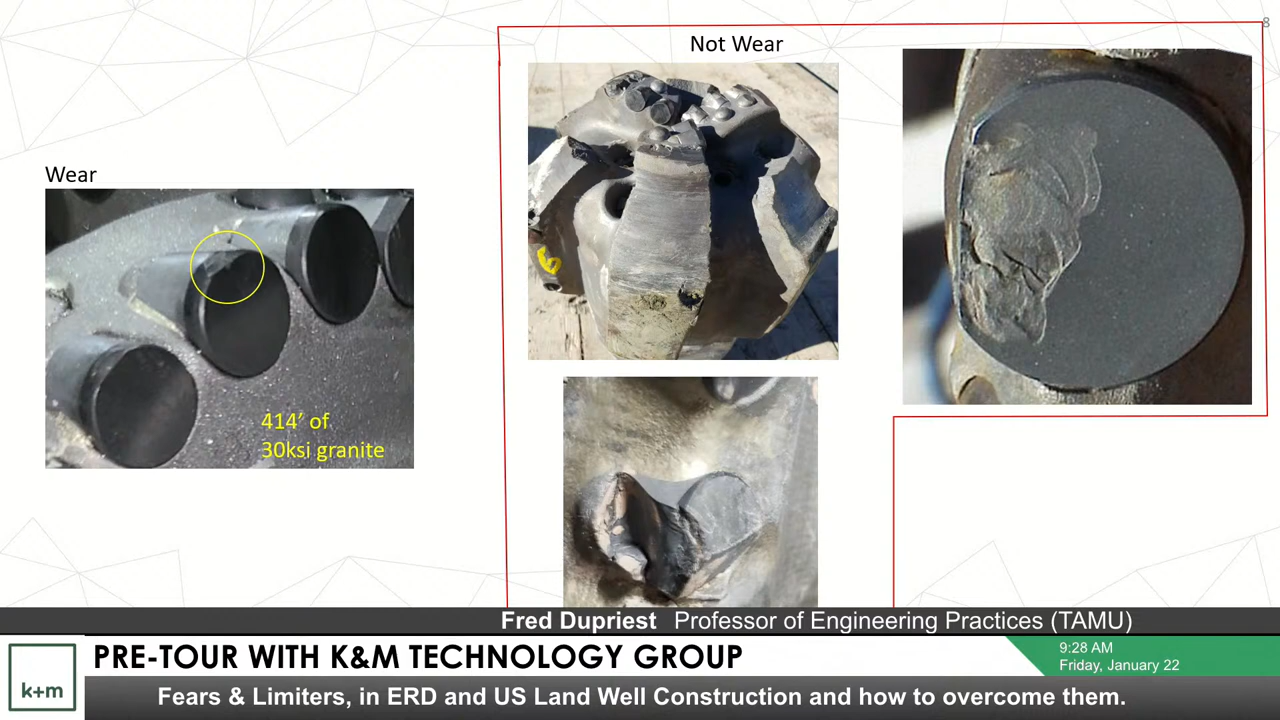 8
Not Wear
Wear
414’ of
30ksi granite
6
Fred Dupriest Professor of Engineering Practices (TAMU)
PRE-TOUR WITH K&M TECHNOLOGY GROUP
9:28 AM
Friday, January 22
k+m
Fears & Limiters, in ERD and US Land Well Construction and how to overcome them.